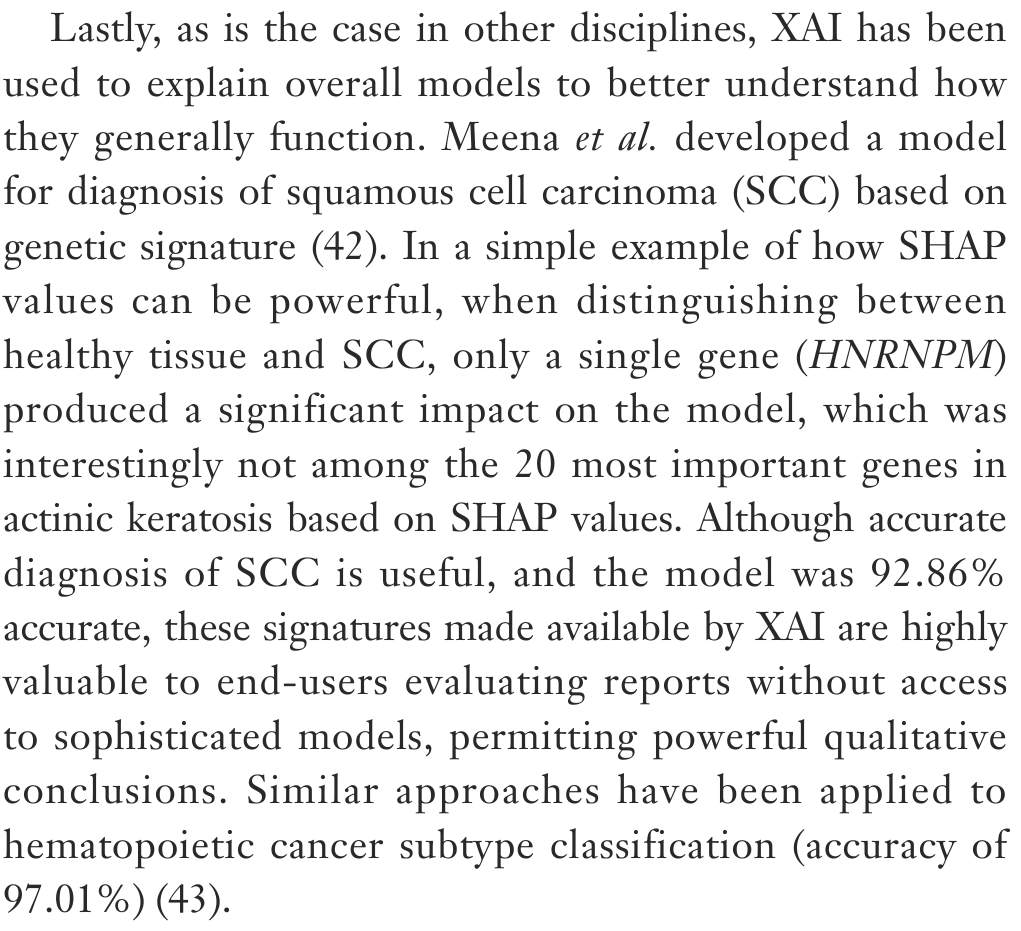 Lastly, as is the case in other disciplines, XAI has been
used to explain overall models to better understand how
they generally function. Meena et al. developed a model
for diagnosis of squamous cell carcinoma (SCC) based on
genetic signature (42). In a simple example of how SHAP
values can be powerful, when distinguishing between
healthy tissue and SCC, only a single gene (HNRNPM)
produced a significant impact on the model, which was
interestingly not among the 20 most important genes in
actinic keratosis based on SHAP values. Although accurate
diagnosis of SCC is useful, and the model was 92.86%
accurate, these signatures made available by XAI are highly
valuable to end-users evaluating reports without access
to sophisticated models, permitting powerful qualitative
conclusions. Similar approaches have been applied to
hematopoietic cancer subtype classification (accuracy of
97.01%) (43).